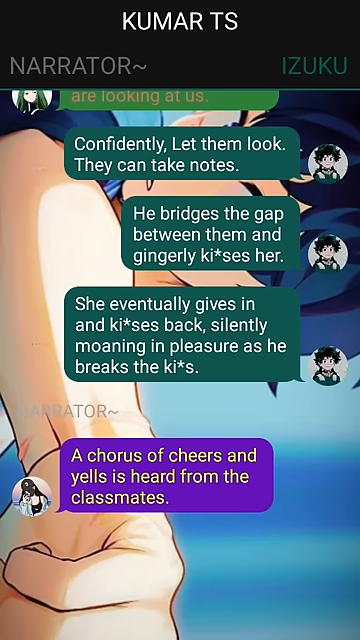 KUMAR TS
NARRATOR~ IZUKU
are looking at us.
Confidently, Let them look.
They can take notes.
He bridges the gap
between them and
gingerly ki*ses her.
She eventually gives in
and ki*ses back, silently
moaning in pleasure as he
breaks the ki*s.
NARRATOR~
A chorus of cheers and
yells is heard from the
classmates.